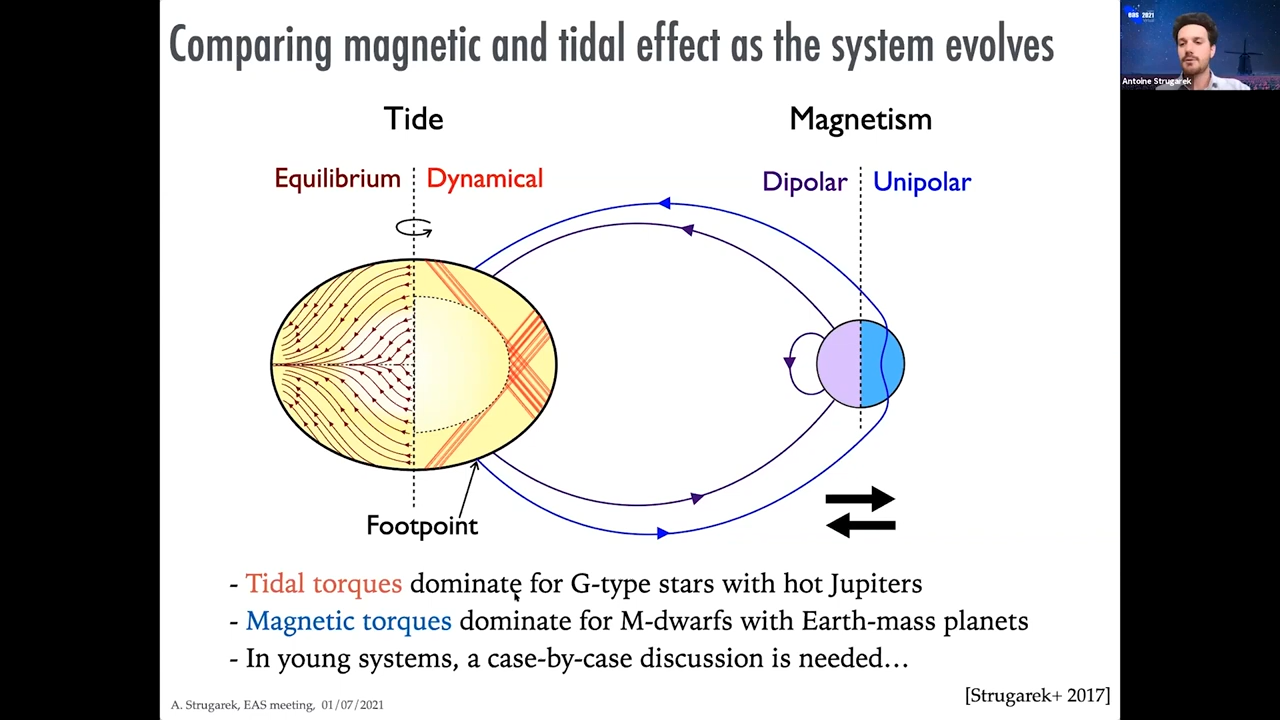 Comparing magnetic and tidal effect as the system evolves
eas 2021
Antoine Strugarek
Tide
Magnetism
Equilibrium
Dynamical
Dipolar
Unipolar
Footpoint
- Tidal torques dominate for G-type stars with hot Jupiters
- Magnetic torques dominate for M-dwarfs with Earth-mass planets
- In young systems, a case-by-case discussion is needed…
[Strugarek+ 2017]
A. Strugarek, EAS meeting, 01/07/2021